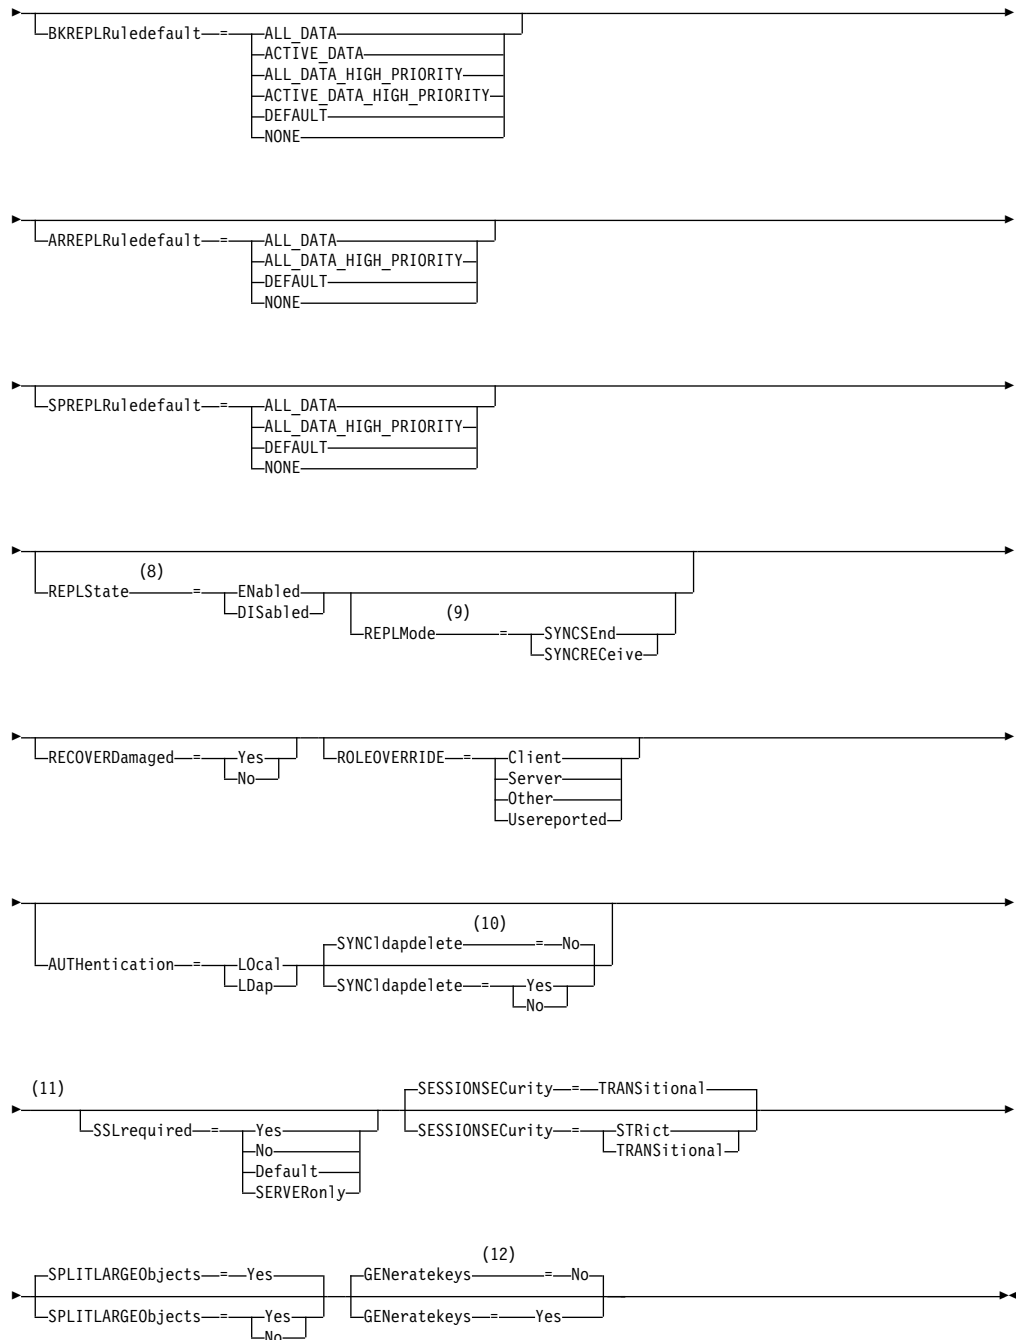 BKREPLRuledefault = ALL_DATA
ACTIVE_DATA
ALL_DATA_HIGH_PRIORITY
ACTIVE_DATA_HIGH_PRIORITY
DEFAULT
NONE
ARREPLRuledefault = ALL_DATA
ALL_DATA_HIGH_PRIORITY
DEFAULT
NONE
SPREPLRuledefault = ALL_DATA
ALL_DATA_HIGH_PRIORITY
DEFAULT
NONE
(8)
REPLState = ENabled
DISabled
(9)
REPLMode = SYNCSEnd
SYNCRECeive
RECOVERDamaged = Yes
No
ROLEOVERRIDE = Client
Server
Other
Usereported
(10)
SYNCldapdelete = No
AUTHentication = LOcal
LDap
SYNCldapdelete = Yes
No
(11)
SSLrequired = Yes
No
Default
SERVERonly
SESSIONSECurity = TRANSitional
SESSIONSECurity = STRict
TRANSitional
(12)
SPLITLARGEObjects = Yes
SPLITLARGEObjects = Yes
No
GENeratekeys = No
GENeratekeys = Yes